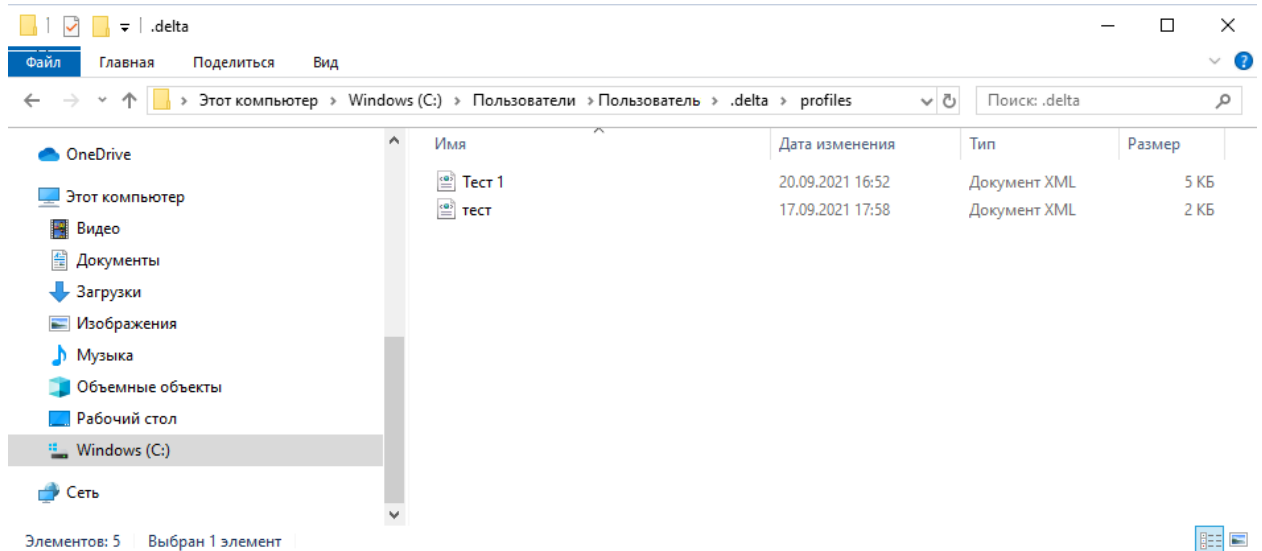 .delta
Файл Главная Поделиться Вид
Этот компьютер > Windows (C:) > Пользователи > Пользователь > .delta > profiles Поиск: .delta
Имя Дата изменения Тип Размер
OneDrive
Этот компьютер
Видео
Документы
Загрузки
Изображения
Музыка
Объемные объекты
Рабочий стол
Windows (C:)
Сеть
Тест 1 20.09.2021 16:52 Документ XML 5 КБ
тест 17.09.2021 17:58 Документ XML 2 КБ
Элементов: 5 Выбран 1 элемент